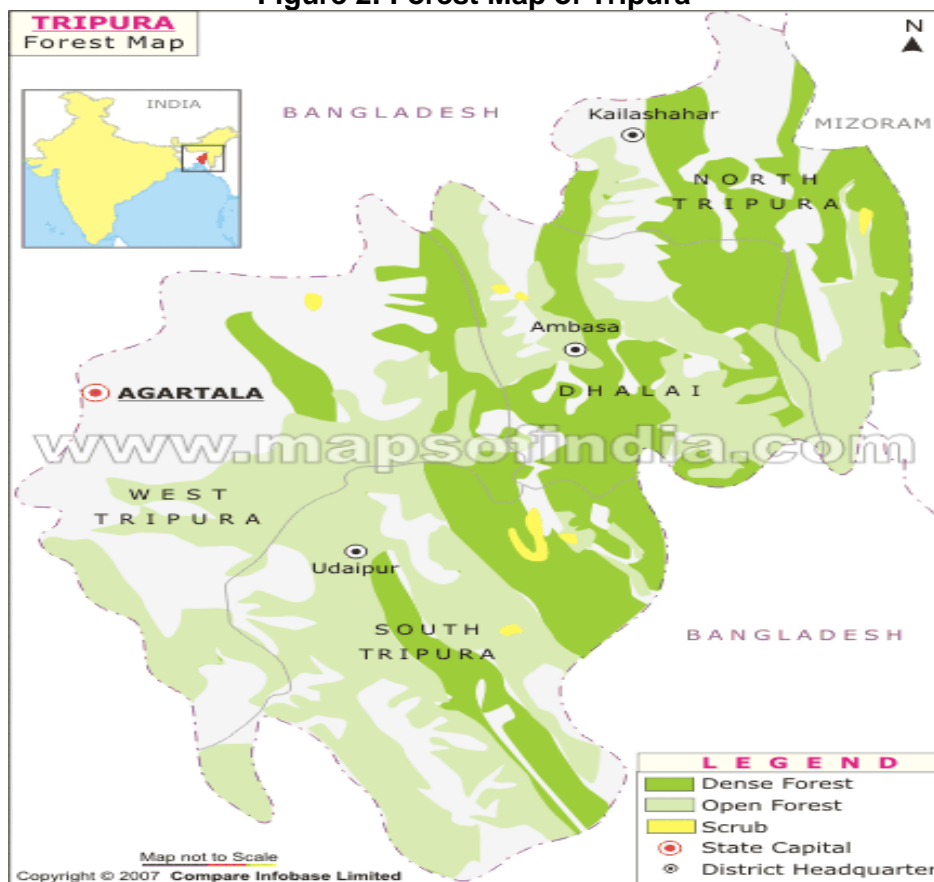 Figure 2. Forest Map of Tripura
TRIPURA
Forest Map
N
INDIA
BANGLADESH
Kailashahar
MIZORAM
NORTH
TRIPURA
Ambasa
DHALAI
AGARTALA
www.mapsofindia.com
WEST
TRIPURA
Udaipur
SOUTH
TRIPURA
BANGLADESH
LEGEND
Dense Forest
Open Forest
Scrub
State Capital
District Headquarter
Map not to Scale
Copyright © 2007 Compare Infobase Limited